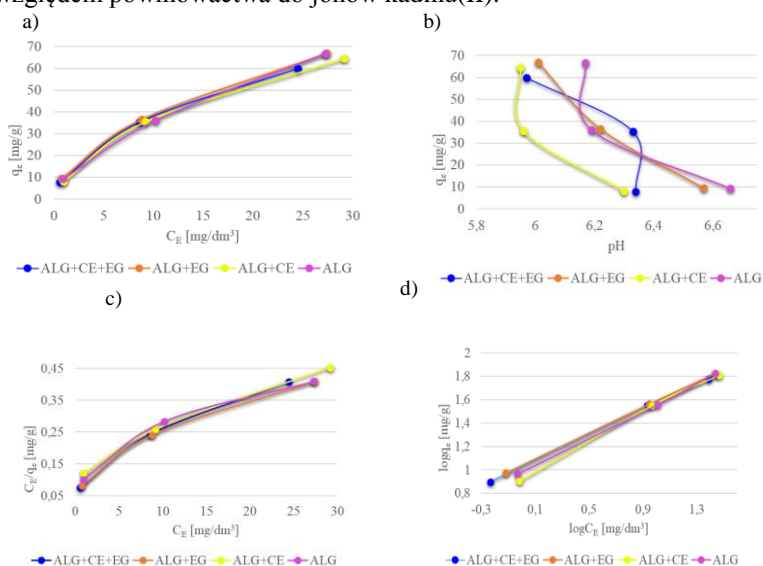 względem powinowactwa do jonów kadmu(II).
a)
b)
70
60
50
40
30
20
10
0
qe [mg/g]
0 5 10 15 20 25 30
CE [mg/dm³]
ALG+CE+EG ALG+EG ALG+CE ALG
70
60
50
40
30
20
10
0
qe [mg/g]
5,8 6 6,2 6,4 6,6
pH
ALG+CE+EG ALG+EG ALG+CE ALG
c)
d)
0,45
0,35
0,25
0,15
0,05
CE/qe [mg/g]
0 5 10 15 20 25 30
CE [mg/dm³]
ALG+CE+EG ALG+EG ALG+CE ALG
2
1,8
1,6
1,4
1,2
1
0,8
logqe [mg/g]
-0,3 0,1 0,5 0,9 1,3
logCE [mg/dm³]
ALG+CE+EG ALG+EG ALG+CE ALG